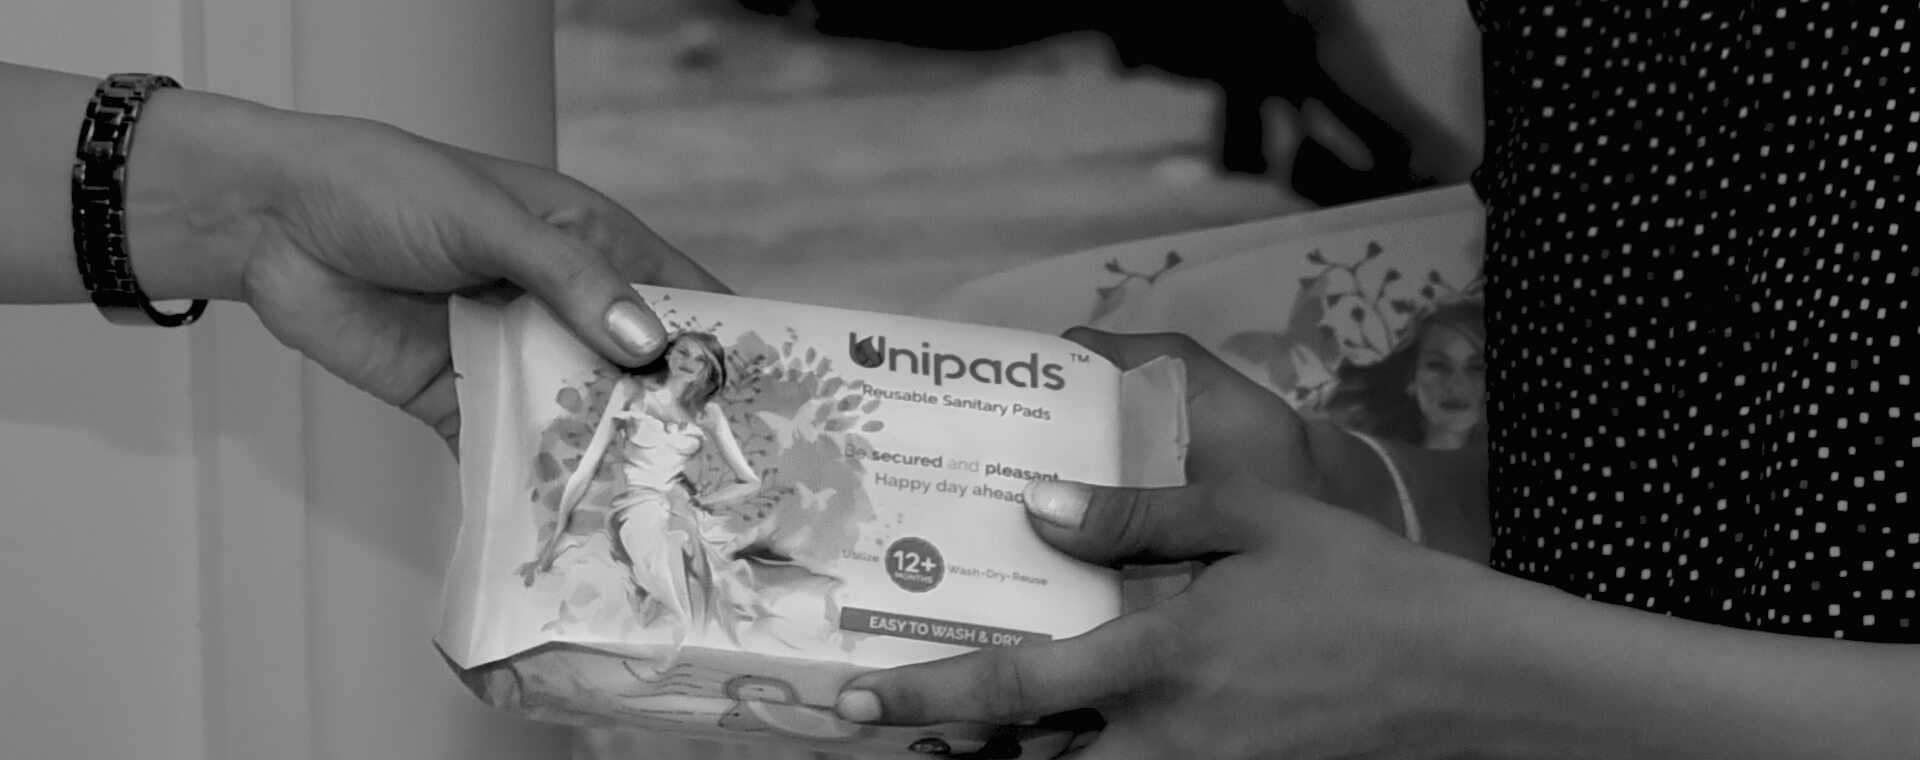 Unipads™
Reusable Sanitary Pads
Be secured and pleasant
Happy day ahead
Utilize 12+ MONTHS Wash-Dry-Reuse
EASY TO WASH & DRY